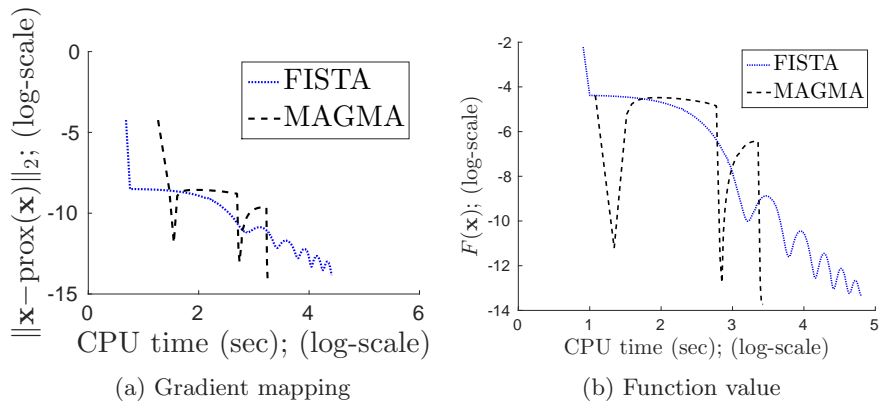 0
-5
-10
-15
0
2
4
6
‖x−prox(x)‖₂; (log-scale)
CPU time (sec); (log-scale)
FISTA
MAGMA
(a) Gradient mapping
-2
-4
-6
-8
-10
-12
-14
0
1
2
3
4
5
F(x); (log-scale)
CPU time (sec); (log-scale)
FISTA
MAGMA
(b) Function value